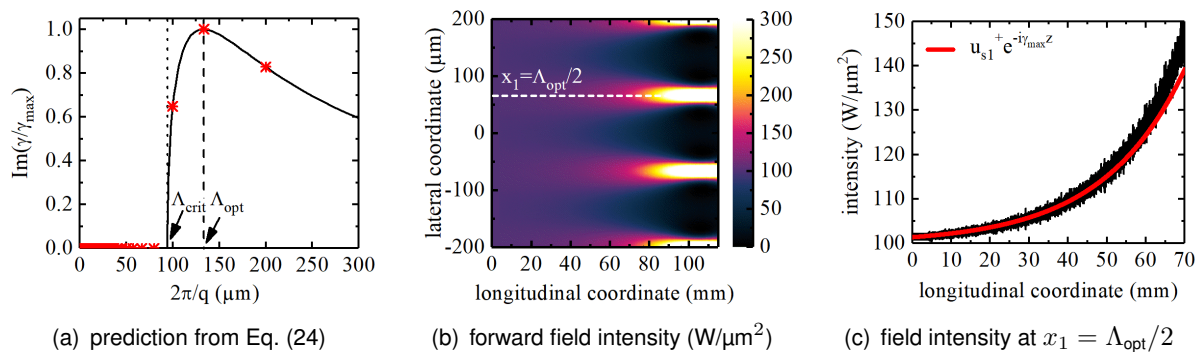 1.0
0.8
0.6
0.4
0.2
0.0
Im(γ/γmax)
Λcrit
Λopt
0 50 100 150 200 250 300
2π/q (µm)
(a) prediction from Eq. (24)
200
100
0
-100
-200
lateral coordinate (µm)
x₁=Λopt/2
0 20 40 60 80 100
longitudinal coordinate (mm)
300
250
200
150
100
50
0
(b) forward field intensity (W/µm²)
150
140
130
120
110
100
intensity (W/µm²)
uₛ₁⁺e^-iγmaxz
0 10 20 30 40 50 60 70
longitudinal coordinate (mm)
(c) field intensity at x₁ = Λopt/2